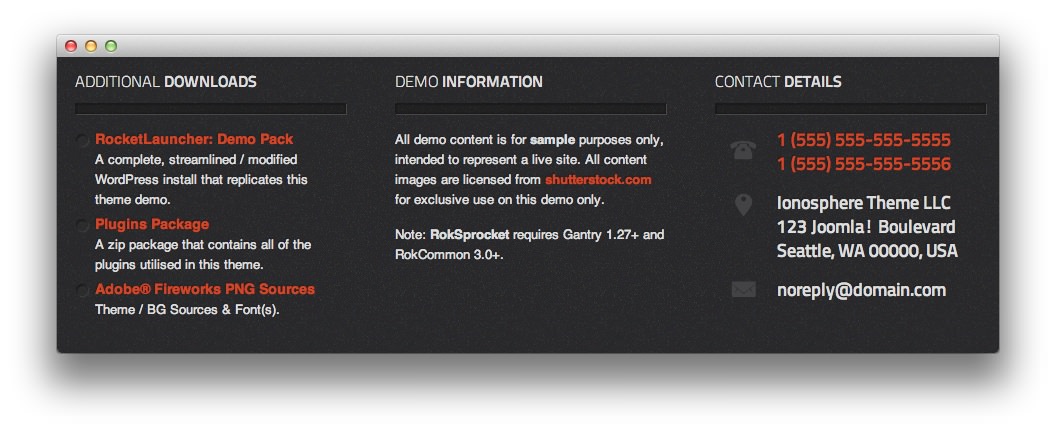 ADDITIONAL DOWNLOADS
RocketLauncher: Demo Pack
A complete, streamlined / modified
WordPress install that replicates this
theme demo.
Plugins Package
A zip package that contains all of the
plugins utilised in this theme.
Adobe® Fireworks PNG Sources
Theme / BG Sources & Font(s).
DEMO INFORMATION
All demo content is for sample purposes only,
intended to represent a live site. All content
images are licensed from shutterstock.com
for exclusive use on this demo only.
Note: RokSprocket requires Gantry 1.27+ and
RokCommon 3.0+.
CONTACT DETAILS
1 (555) 555-555-5555
1 (555) 555-555-5556
Ionosphere Theme LLC
123 Joomla! Boulevard
Seattle, WA 00000, USA
noreply@domain.com